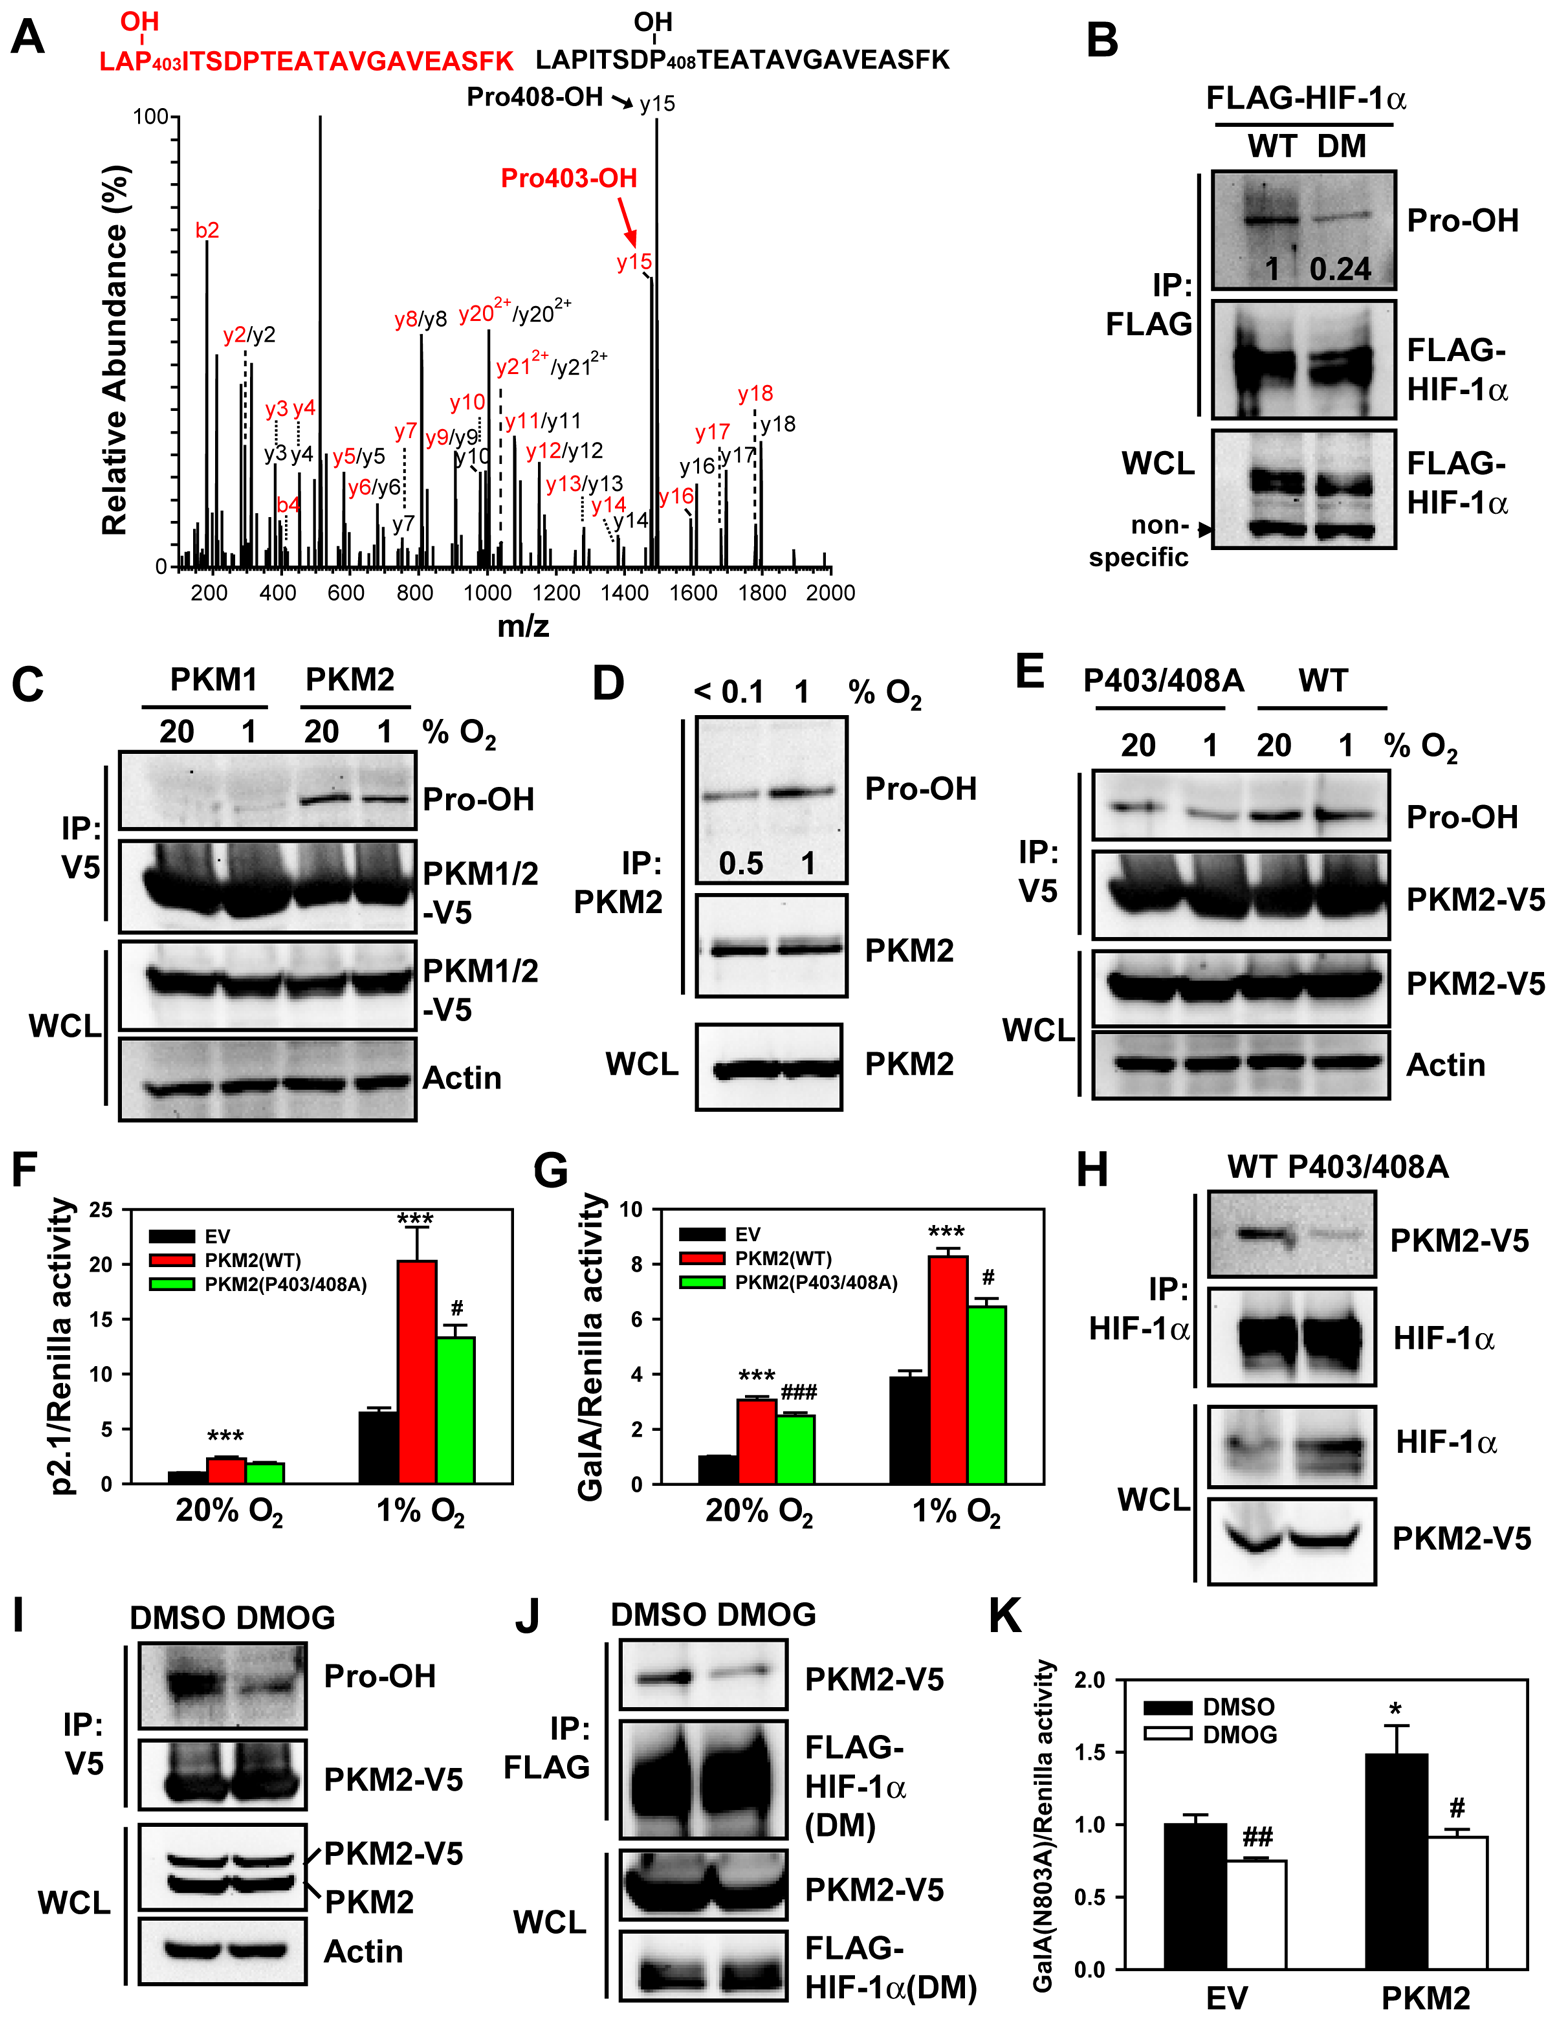 A
OH
LAP403ITSDPTEATAVGAVEASFK
OH
LAPITSDP408TEATAVGAVEASFK
Pro408-OH
y15
Pro403-OH
y15
Relative Abundance (%)
100
0
b2
y2/y2
y3
y4
y3
y4
b4
y5/y5
y6/y6
y7
y7
y8/y8
y9/y9
y10
y10
y20²⁺/y20²⁺
y21²⁺/y21²⁺
y11/y11
y12/y12
y13/y13
y14
y14
y16
y16
y17
y17
y18
y18
200 400 600 800 1000 1200 1400 1600 1800 2000
m/z
B
FLAG-HIF-1α
WT DM
IP:
FLAG
Pro-OH
1 0.24
FLAG-
HIF-1α
WCL
FLAG-
HIF-1α
non-
specific
C
PKM1 PKM2
20 1 20 1 % O₂
IP:
V5
Pro-OH
PKM1/2
-V5
WCL
PKM1/2
-V5
Actin
D
< 0.1 1 % O₂
Pro-OH
0.5 1
IP:
PKM2
PKM2
WCL
PKM2
E
P403/408A WT
20 1 20 1 % O₂
IP:
V5
Pro-OH
PKM2-V5
WCL
PKM2-V5
Actin
F
p2.1/Renilla activity
25
20
15
10
5
0
EV
PKM2(WT)
PKM2(P403/408A)
***
***
#
20% O₂ 1% O₂
G
GalA/Renilla activity
10
8
6
4
2
0
EV
PKM2(WT)
PKM2(P403/408A)
***
###
***
#
20% O₂ 1% O₂
H
WT P403/408A
IP:
HIF-1α
PKM2-V5
HIF-1α
WCL
HIF-1α
PKM2-V5
I
DMSO DMOG
IP:
V5
Pro-OH
PKM2-V5
WCL
PKM2-V5
PKM2
Actin
J
DMSO DMOG
IP:
FLAG
PKM2-V5
FLAG-
HIF-1α
(DM)
WCL
PKM2-V5
FLAG-
HIF-1α(DM)
K
GalA(N803A)/Renilla activity
2.0
1.5
1.0
0.5
0.0
DMSO
DMOG
##
*
#
EV PKM2